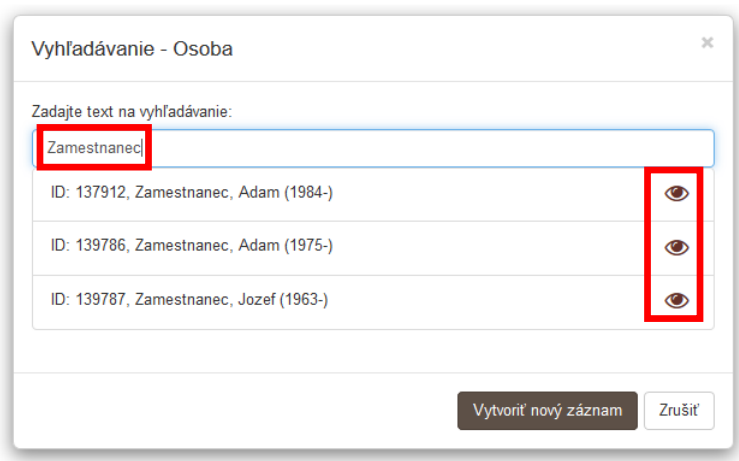 Vyhľadávanie - Osoba ×
Zadajte text na vyhľadávanie:
Zamestnanec
ID: 137912, Zamestnanec, Adam (1984-)
ID: 139786, Zamestnanec, Adam (1975-)
ID: 139787, Zamestnanec, Jozef (1963-)
Vytvoriť nový záznam Zrušiť